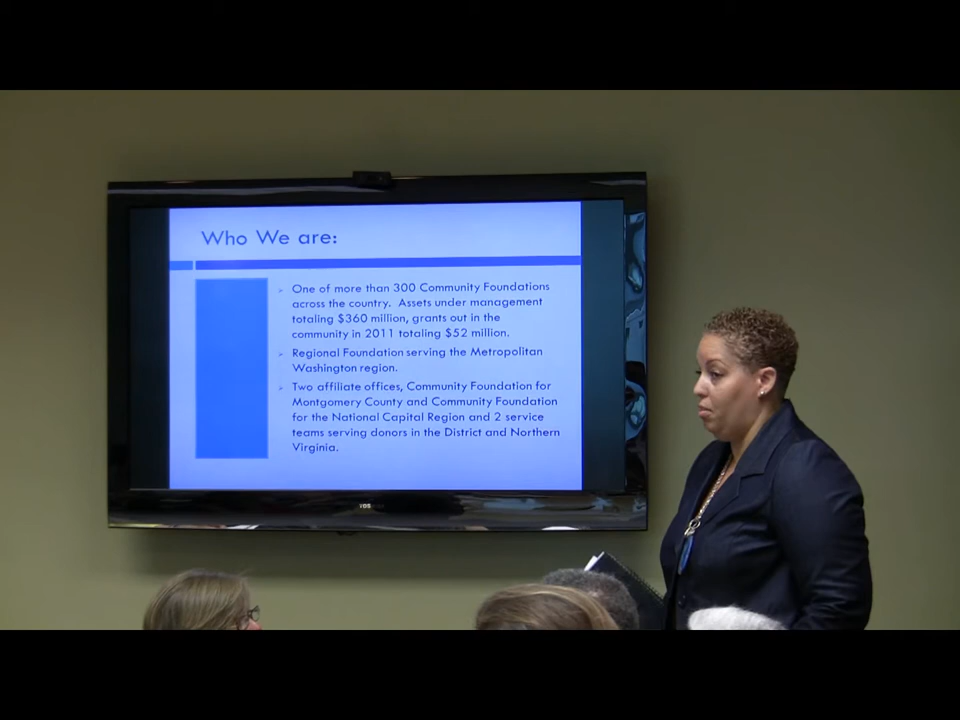 Who We are:
One of more than 300 Community Foundations
across the country. Assets under management
totaling $360 million, grants out in the
community in 2011 totaling $52 million.
Regional Foundation serving the Metropolitan
Washington region.
Two affiliate offices, Community Foundation for
Montgomery County and Community Foundation
for the National Capital Region and 2 service
teams serving donors in the District and Northern
Virginia.